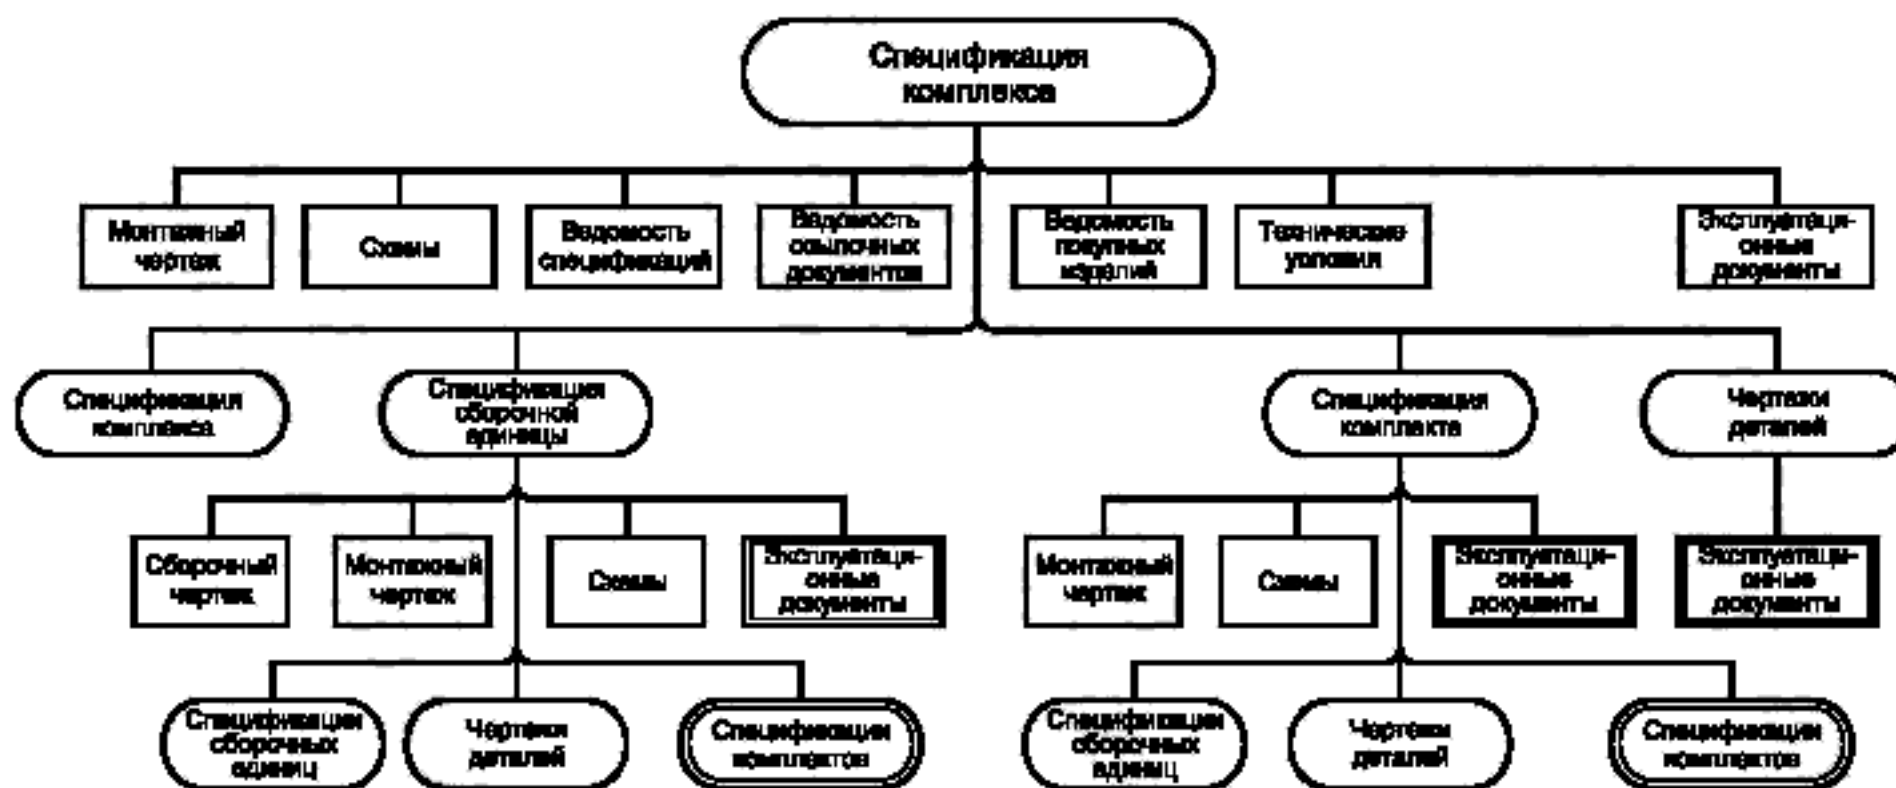 Спецификация
комплекса
Монтажный
чертеж
Схемы
Ведомость
спецификаций
Ведомость
ссылочных
документов
Ведомость
покупных
изделий
Технические
условия
Эксплуатаци-
онные
документы
Спецификация
комплекса
Спецификация
сборочной
единицы
Спецификация
комплекта
Чертежи
деталей
Сборочный
чертеж
Монтажный
чертеж
Схемы
Эксплуатаци-
онные
документы
Монтажный
чертеж
Схемы
Эксплуатаци-
онные
документы
Эксплуатаци-
онные
документы
Спецификации
сборочных
единиц
Чертежи
деталей
Спецификации
комплектов
Спецификации
сборочных
единиц
Чертежи
деталей
Спецификации
комплектов